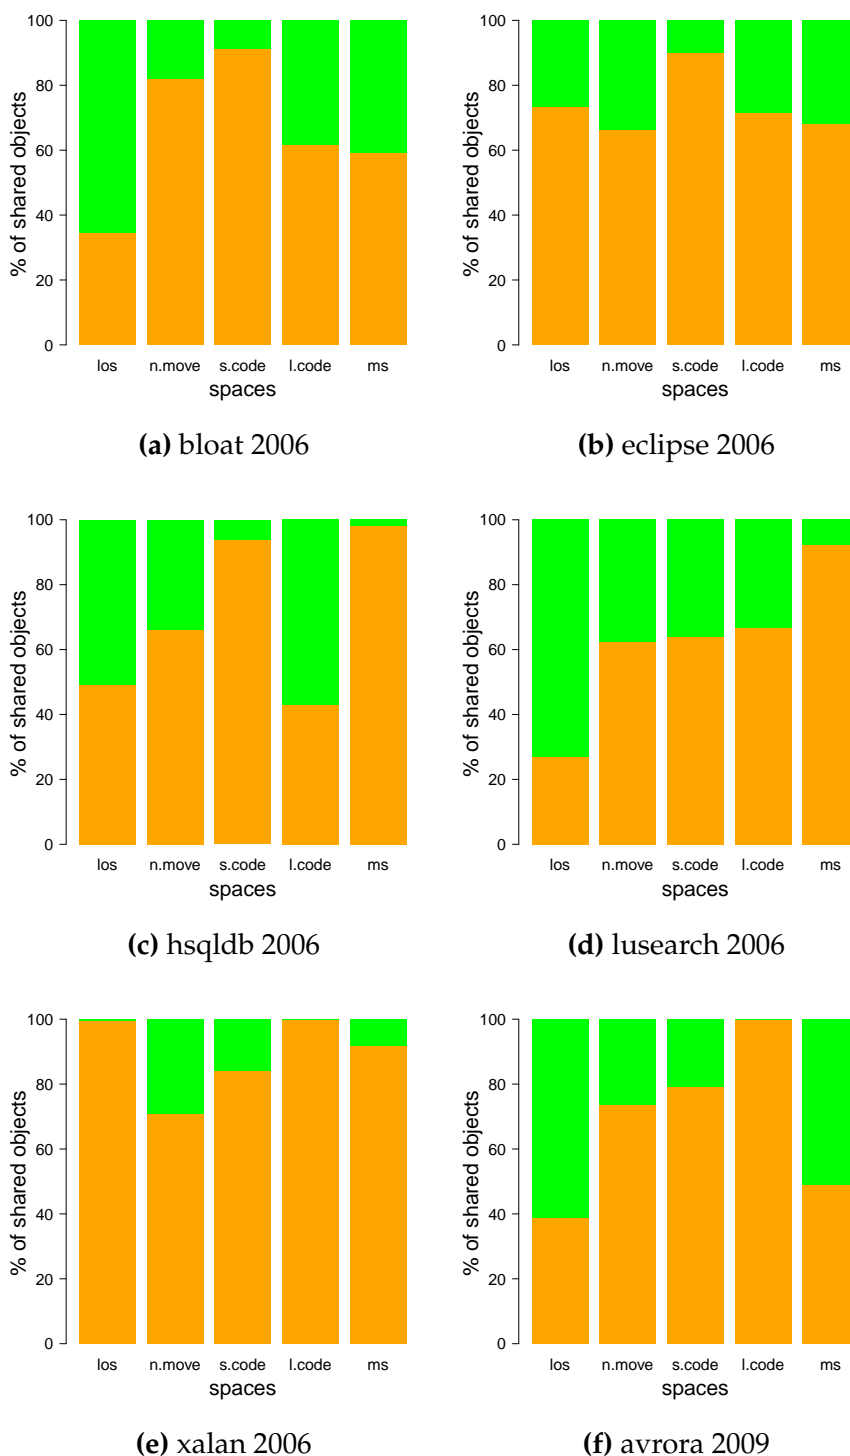 % of shared objects
100
80
60
40
20
0
los n.move s.code l.code ms
spaces
(a) bloat 2006
% of shared objects
100
80
60
40
20
0
los n.move s.code l.code ms
spaces
(b) eclipse 2006
% of shared objects
100
80
60
40
20
0
los n.move s.code l.code ms
spaces
(c) hsqldb 2006
% of shared objects
100
80
60
40
20
0
los n.move s.code l.code ms
spaces
(d) lusearch 2006
% of shared objects
100
80
60
40
20
0
los n.move s.code l.code ms
spaces
(e) xalan 2006
% of shared objects
100
80
60
40
20
0
los n.move s.code l.code ms
spaces
(f) avrora 2009